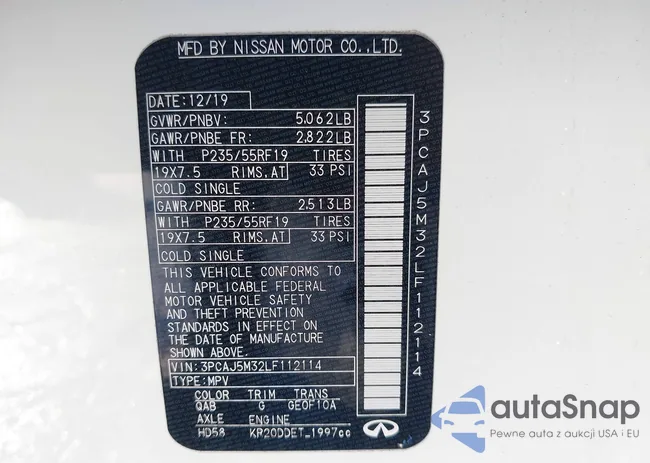 MFD BY NISSAN MOTOR CO.,LTD.
DATE:12/19
GVWR/PNBV: 5.062LB
GAWR/PNBE FR: 2.822LB
WITH P235/55RF19 TIRES
19X7.5 RIMS.AT 33 PSI
COLD SINGLE
GAWR/PNBE RR: 2.513LB
WITH P235/55RF19 TIRES
19X7.5 RIMS.AT 33 PSI
COLD SINGLE
THIS VEHICLE CONFORMS TO
ALL APPLICABLE FEDERAL
MOTOR VEHICLE SAFETY
AND THEFT PREVENTION
STANDARDS IN EFFECT ON
THE DATE OF MANUFACTURE
SHOWN ABOVE.
VIN:3PCAJ5M32LF112114
TYPE:MPV
COLOR TRIM TRANS
QAB G GEOF10A
AXLE ENGINE
HD58 KR20DDET_1997cc
3PCAJ5M32LF112114
autoSnap
Pewne auta z aukcji USA i EU